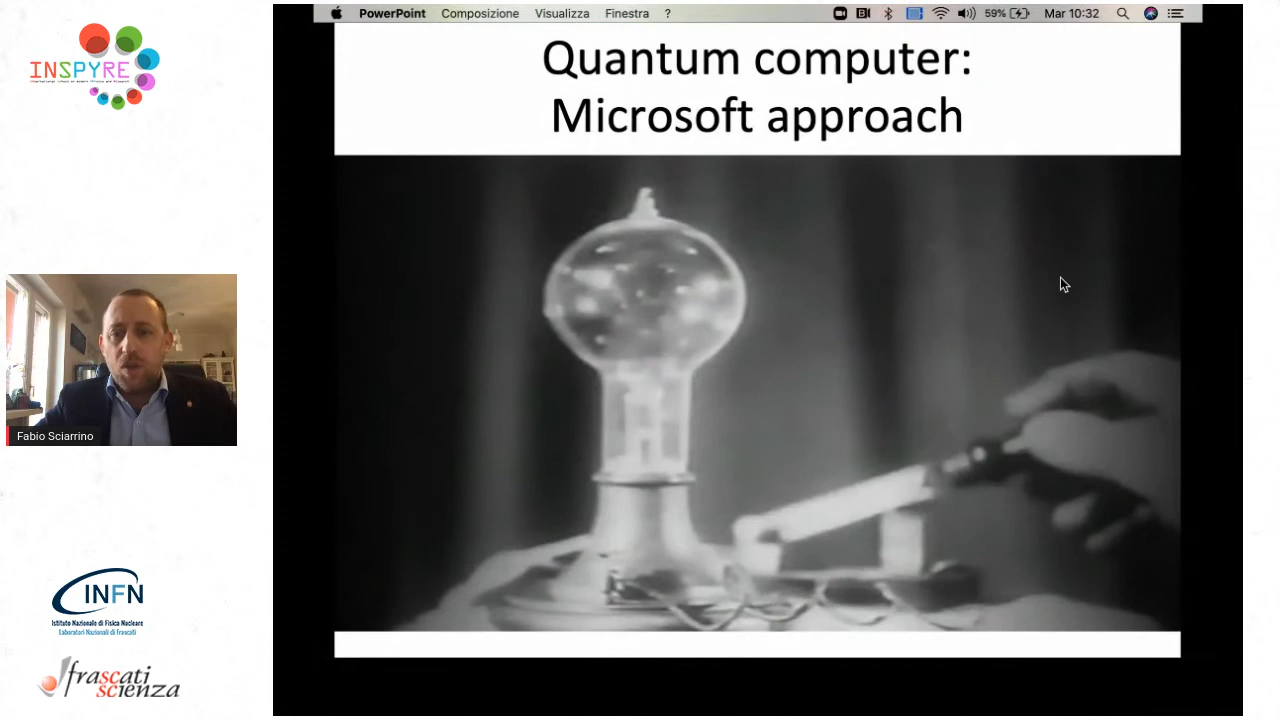 PowerPoint Composizione Visualizza Finestra ? 59% Mar 10:32
Quantum computer:
Microsoft approach
INSPYRE
Fabio Sciarrino
INFN
Istituto Nazionale di Fisica Nucleare
Laboratori Nazionali di Frascati
frascati
scienza